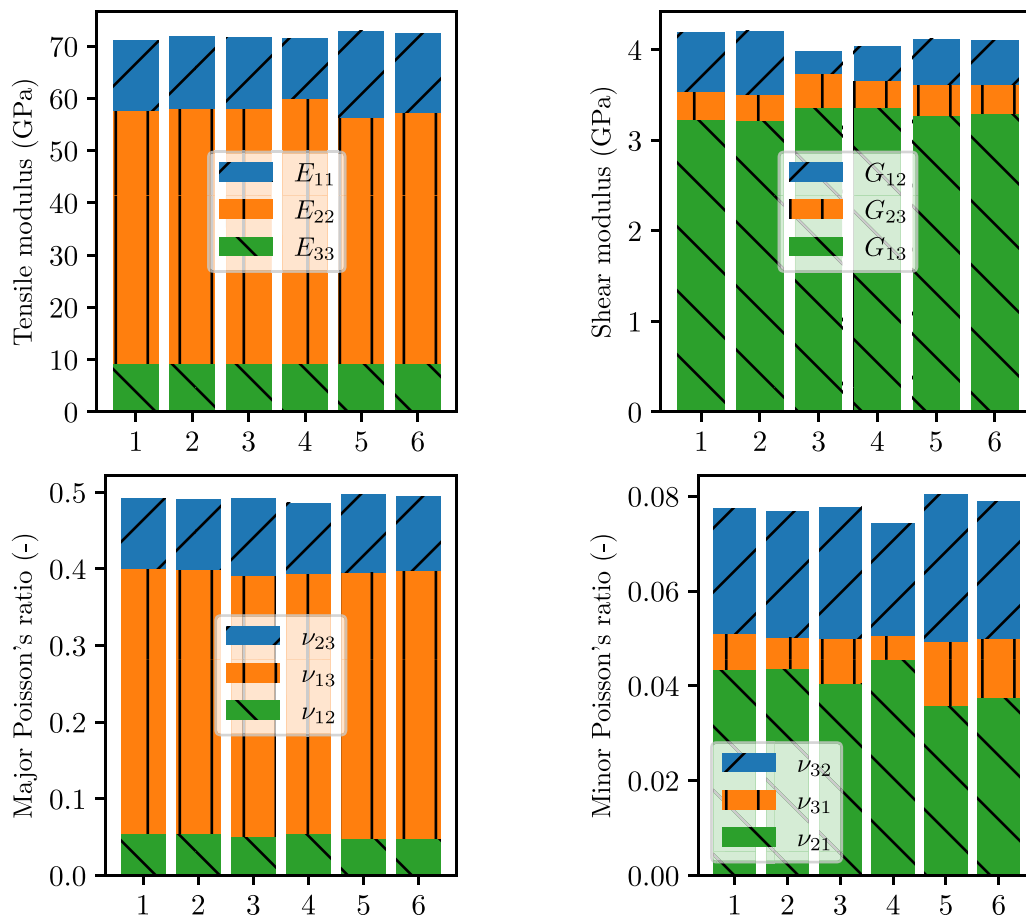 Tensile modulus (GPa)
70
60
50
40
30
20
10
0
E₁₁
E₂₂
E₃₃
1 2 3 4 5 6
Shear modulus (GPa)
4
3
2
1
0
G₁₂
G₂₃
G₁₃
1 2 3 4 5 6
Major Poisson's ratio (-)
0.5
0.4
0.3
0.2
0.1
0.0
ν₂₃
ν₁₃
ν₁₂
1 2 3 4 5 6
Minor Poisson's ratio (-)
0.08
0.06
0.04
0.02
0.00
ν₃₂
ν₃₁
ν₂₁
1 2 3 4 5 6